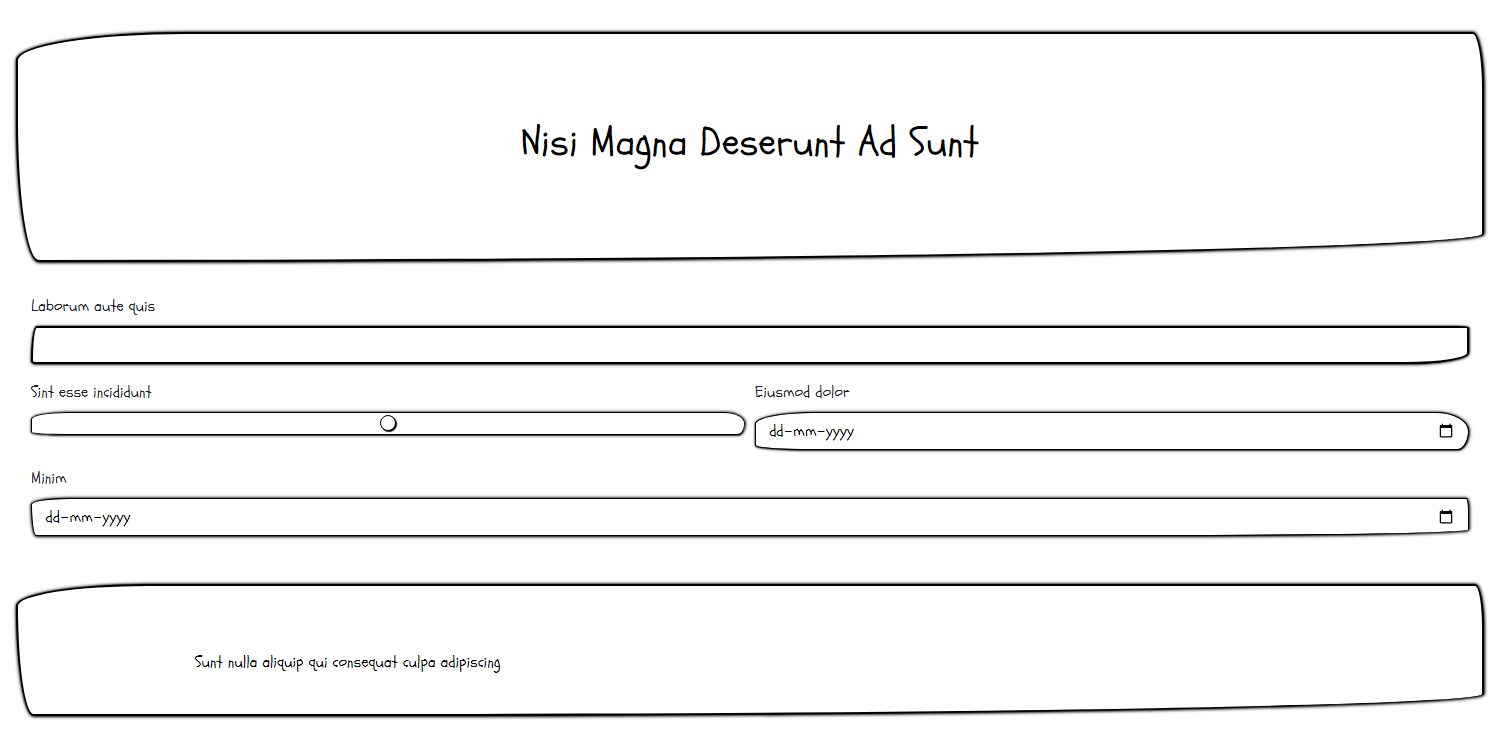 Nisi Magna Deserunt Ad Sunt
Laborum aute quis
Sint esse incididunt
Eiusmod dolor
dd-mm-yyyy
Minim
dd-mm-yyyy
Sunt nulla aliquip qui consequat culpa adipiscing